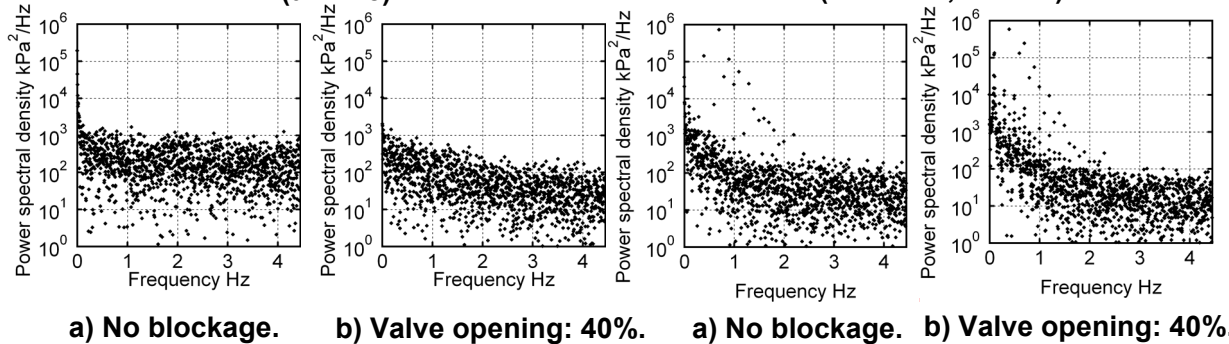 Power spectral density kPa²/Hz
10⁶
10⁵
10⁴
10³
10²
10¹
10⁰
0 1 2 3 4
Frequency Hz
a) No blockage.
Power spectral density kPa²/Hz
10⁶
10⁵
10⁴
10³
10²
10¹
10⁰
0 1 2 3 4
Frequency Hz
b) Valve opening: 40%.
Power spectral density kPa²/Hz
10⁶
10⁵
10⁴
10³
10²
10¹
10⁰
0 1 2 3 4
Frequency Hz
a) No blockage.
Power spectral density kPa²/Hz
10⁶
10⁵
10⁴
10³
10²
10¹
10⁰
0 1 2 3 4
Frequency Hz
b) Valve opening: 40%.